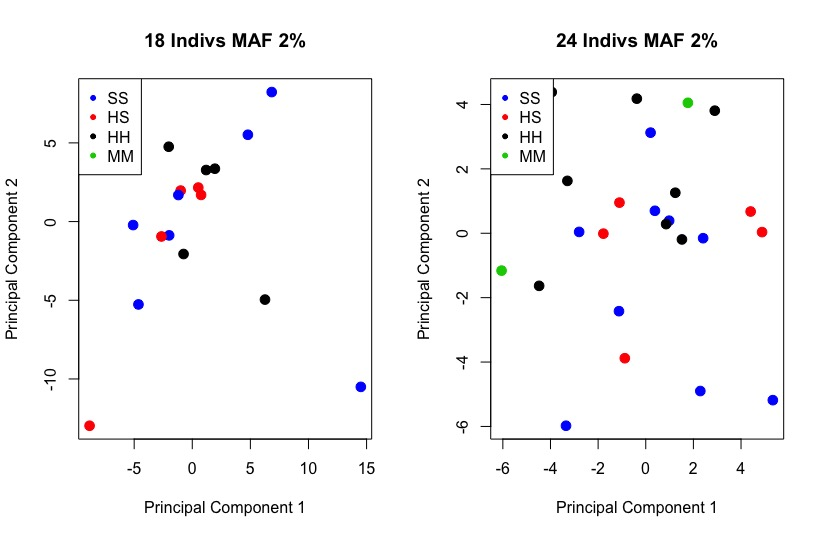 18 Indivs MAF 2%
SS
HS
HH
MM
5
0
-5
-10
-5
0
5
10
15
Principal Component 2
Principal Component 1
24 Indivs MAF 2%
SS
HS
HH
MM
4
2
0
-2
-4
-6
-6
-4
-2
0
2
4
Principal Component 2
Principal Component 1